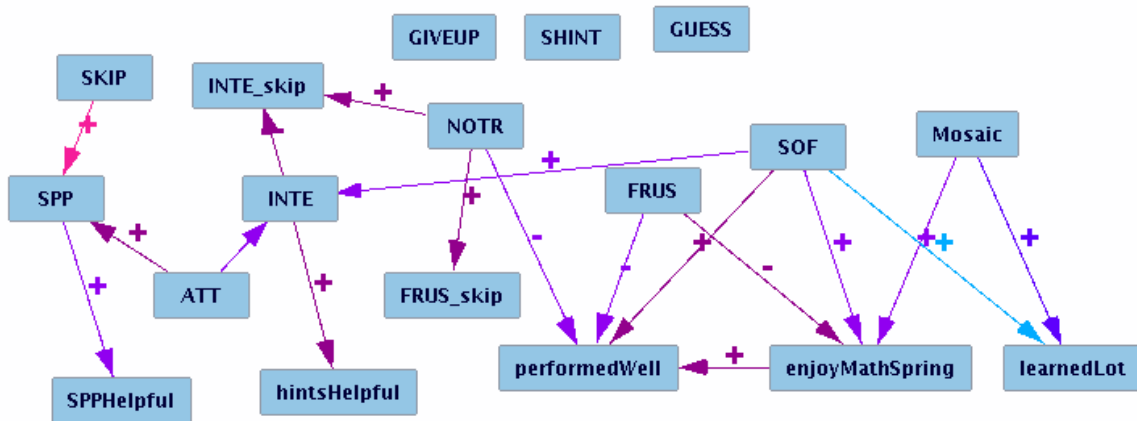 GIVEUP
SHINT
GUESS
SKIP
INTE_skip
+
+
NOTR
-
SOF
Mosaic
+
SPP
INTE
+
FRUS
+
+
-
+
+
+
+
+
ATT
+
+
FRUS_skip
-
-
performedWell
+
enjoyMathSpring
learnedLot
SPPHelpful
hintsHelpful